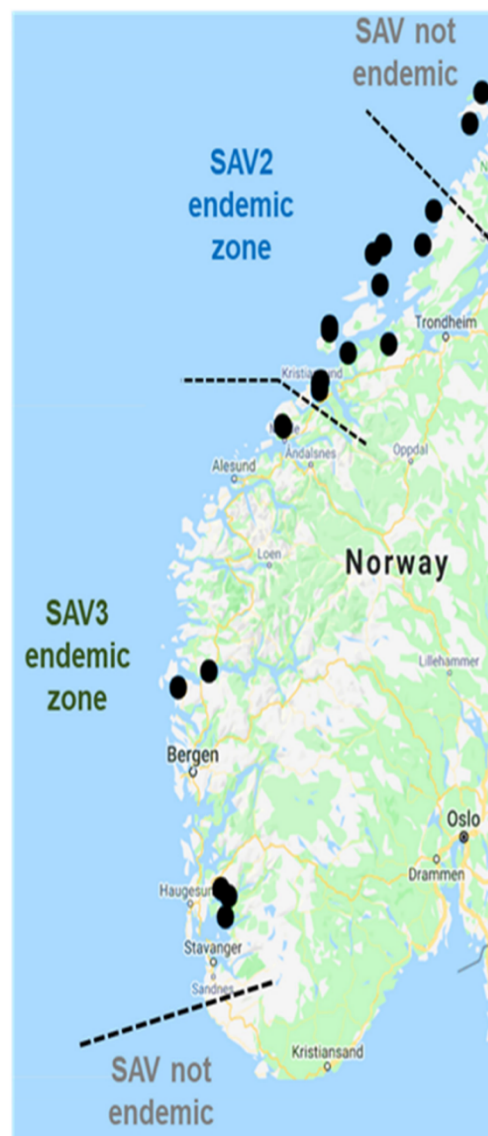 SAV not
endemic
SAV2
endemic
zone
Trondheim
Kristiansund
Oppdal
Åndalsnes
Alesund
Loen
Norway
SAV3
endemic
zone
Lillehammer
Bergen
Oslo
Drammen
Haugesund
Stavanger
Sandnes
SAV not
endemic
Kristiansand